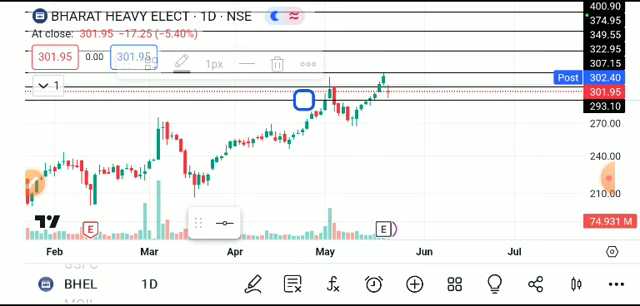 BHARAT HEAVY ELECT · 1D · NSE
At close: 301.95 −17.25 (−5.40%)
301.95 0.00 301.95
1px
1
400.90
374.95
349.55
322.95
307.15
Post 302.40
301.95
293.10
270.00
240.00
210.00
74.931 M
E E
Feb Mar Apr May Jun Jul
BHEL 1D